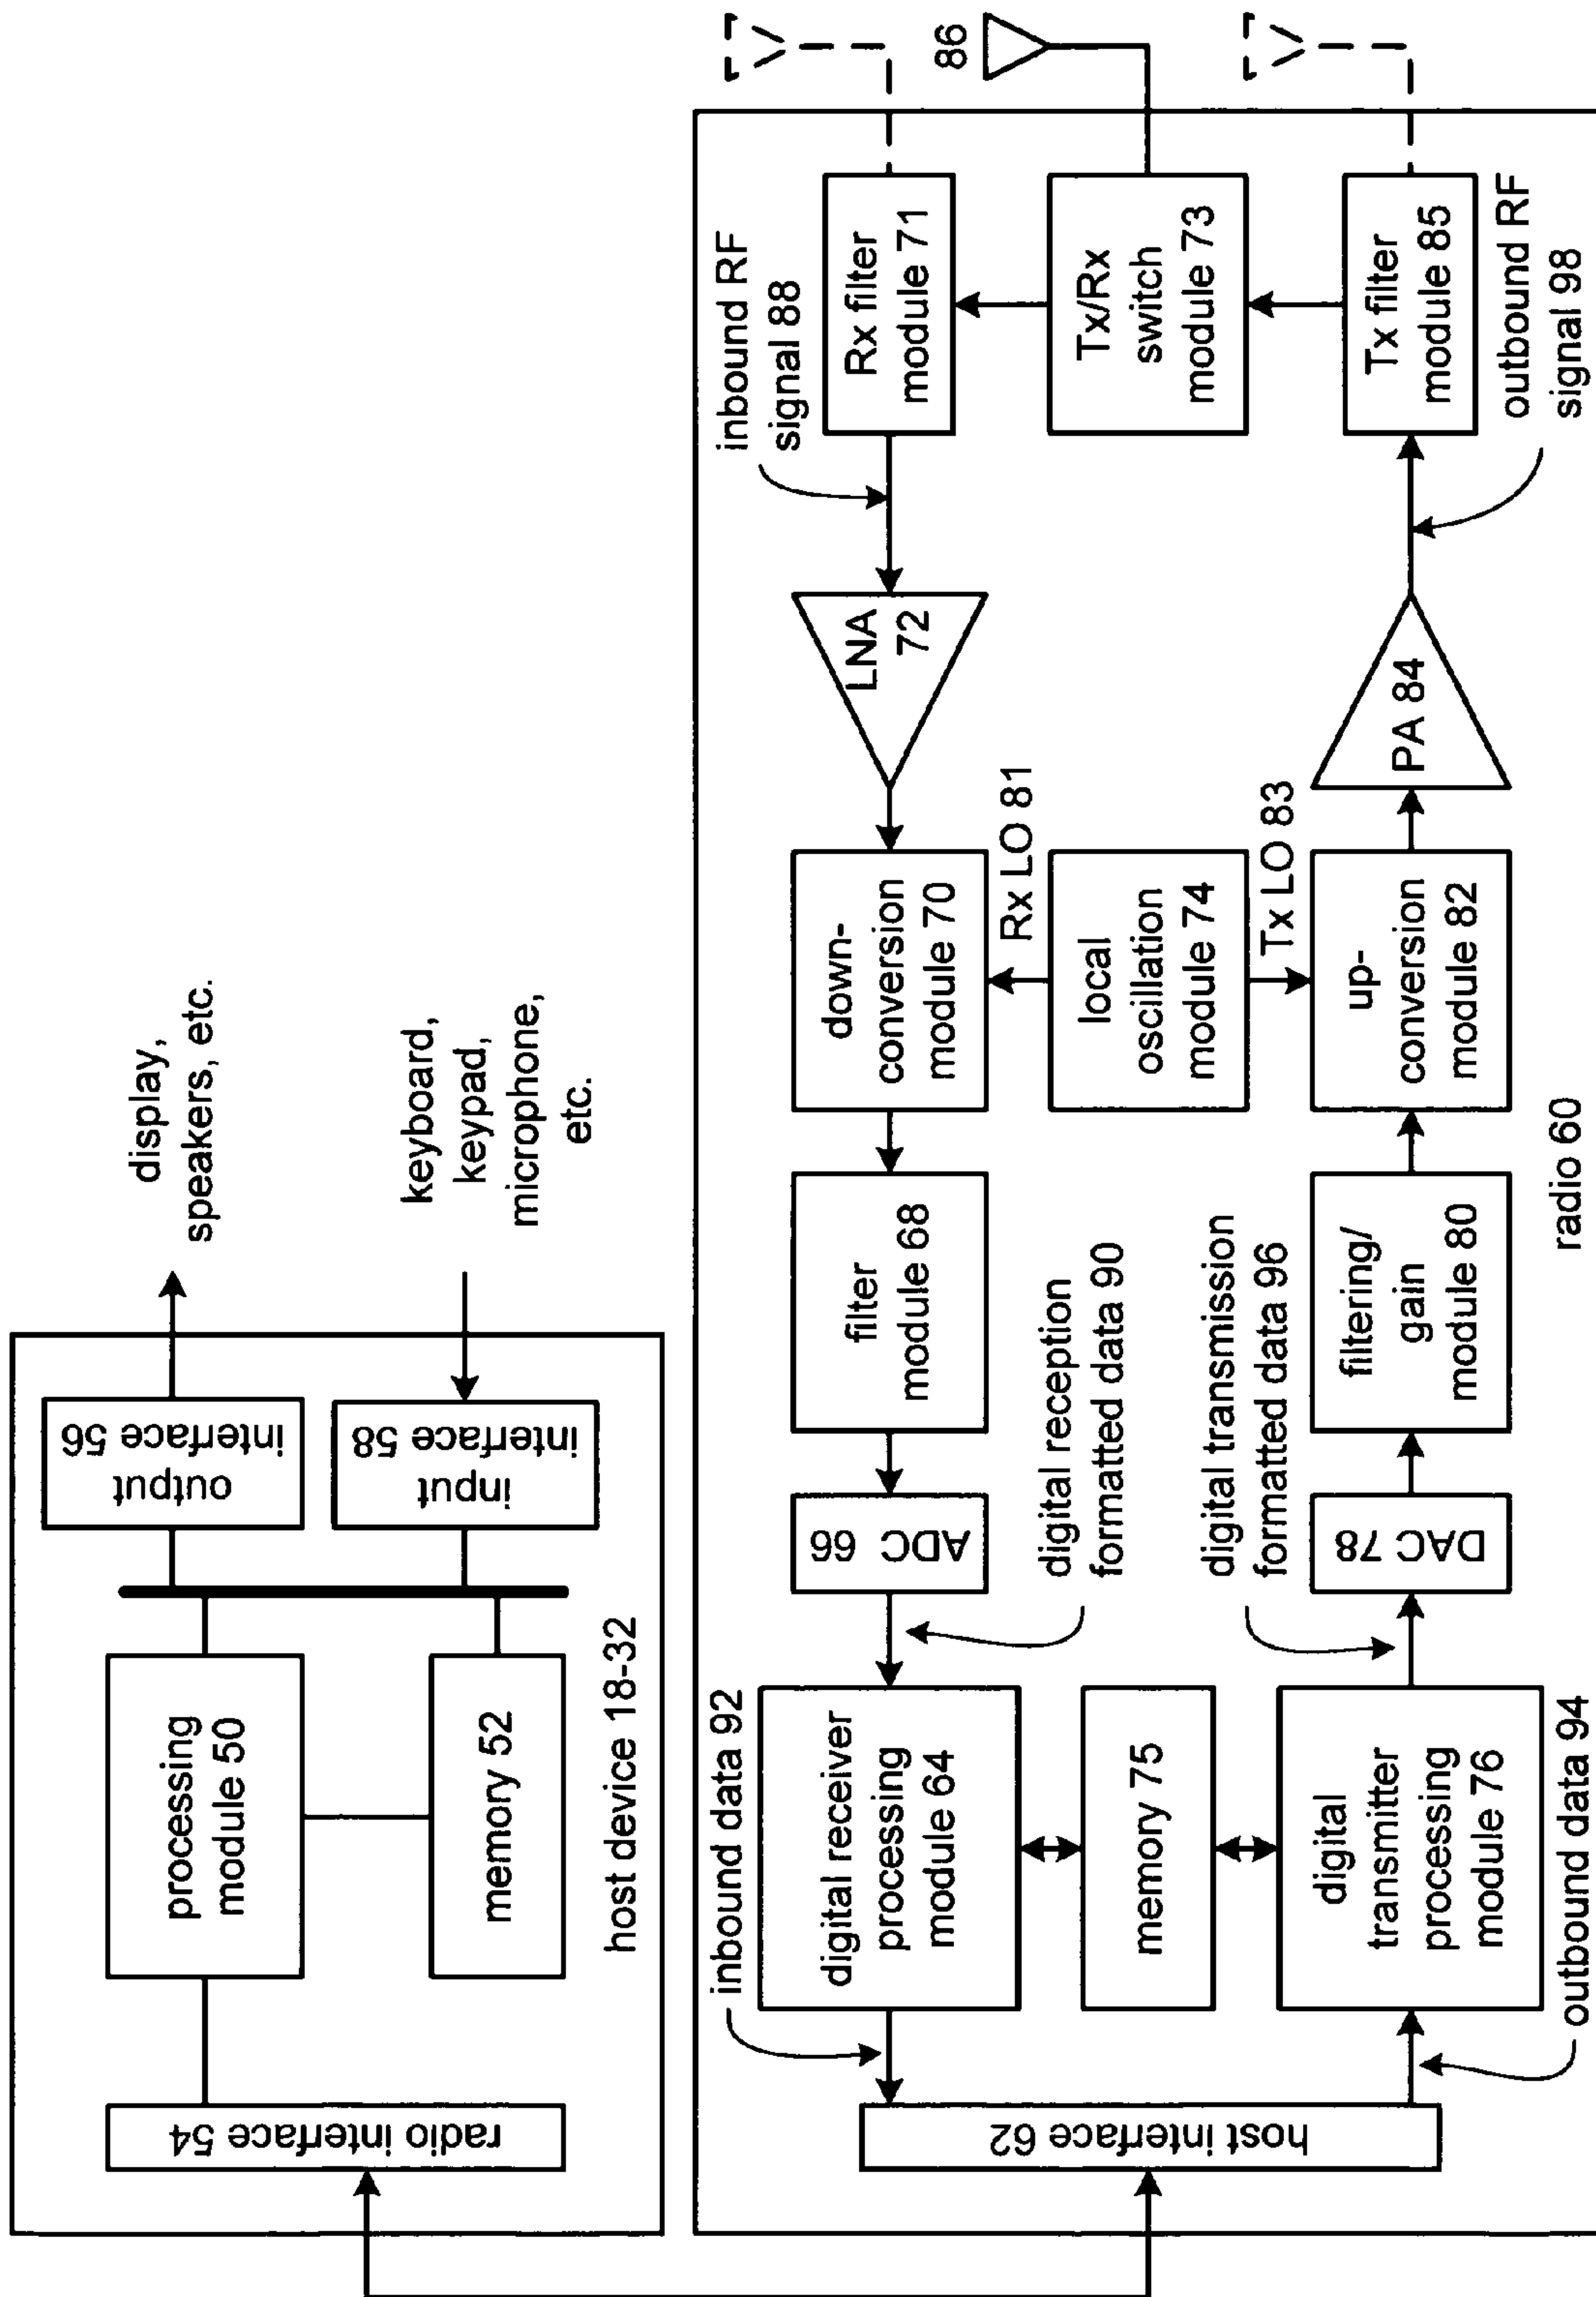 display,
speakers, etc.
keyboard,
keypad,
microphone,
etc.
output
interface 56
input
interface 58
processing
module 50
memory 52
radio interface 54
host device 18-32
86
inbound RF
signal 88
Rx filter
module 71
Tx/Rx
switch
module 73
Tx filter
module 85
outbound RF
signal 98
LNA
72
PA 84
down-
conversion
module 70
Rx LO 81
local
oscillation
module 74
Tx LO 83
up-
conversion
module 82
filter
module 68
filtering/
gain
module 80
radio 60
ADC 66
digital reception
formatted data 90
digital transmission
formatted data 96
DAC 78
inbound data 92
digital receiver
processing
module 64
memory 75
digital
transmitter
processing
module 76
outbound data 94
host interface 62